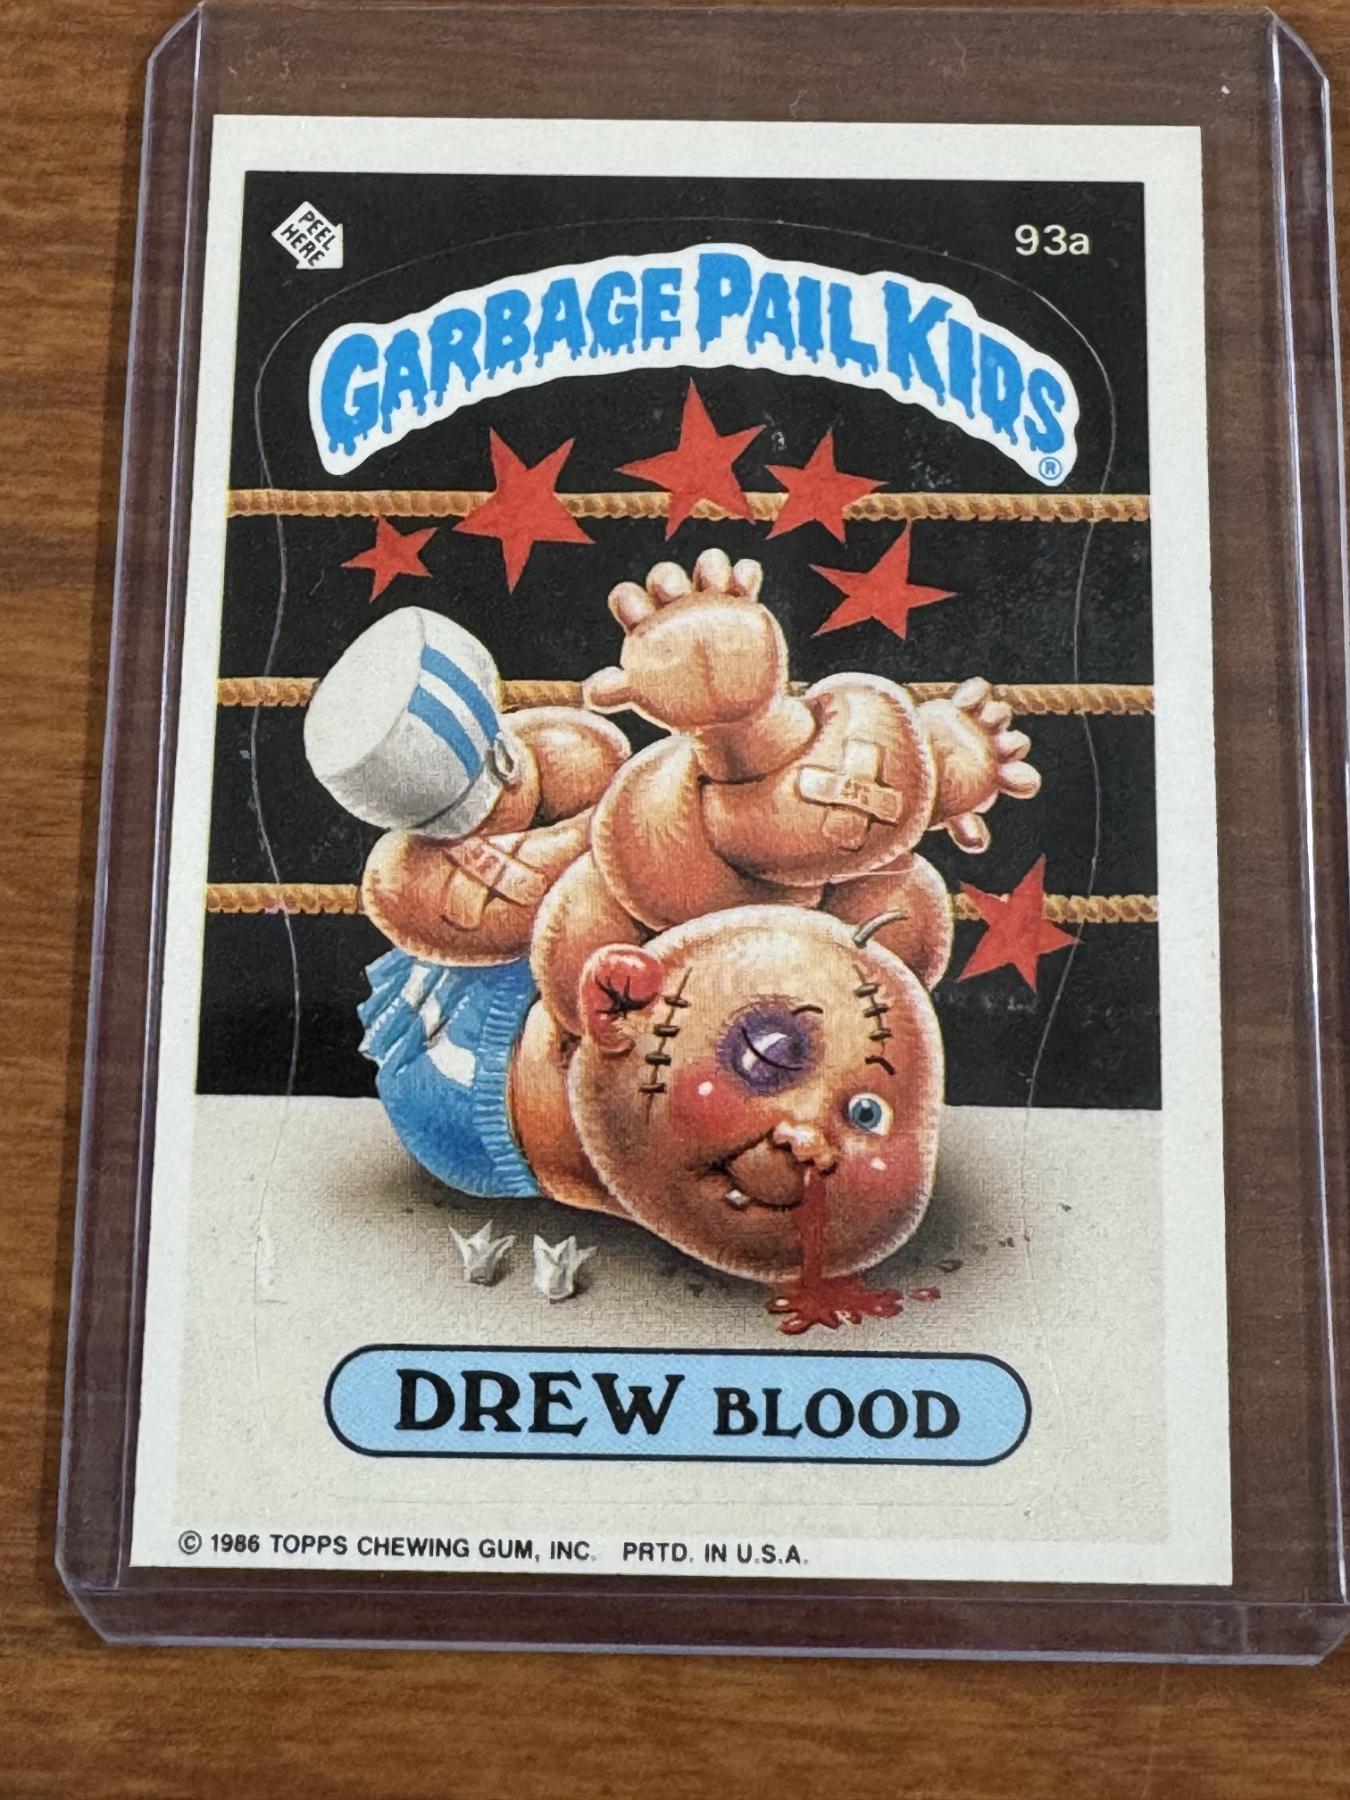 PEEL
HERE
93a
GARBAGE PAIL KIDS
®
DREW BLOOD
© 1986 TOPPS CHEWING GUM, INC. PRTD. IN U.S.A.